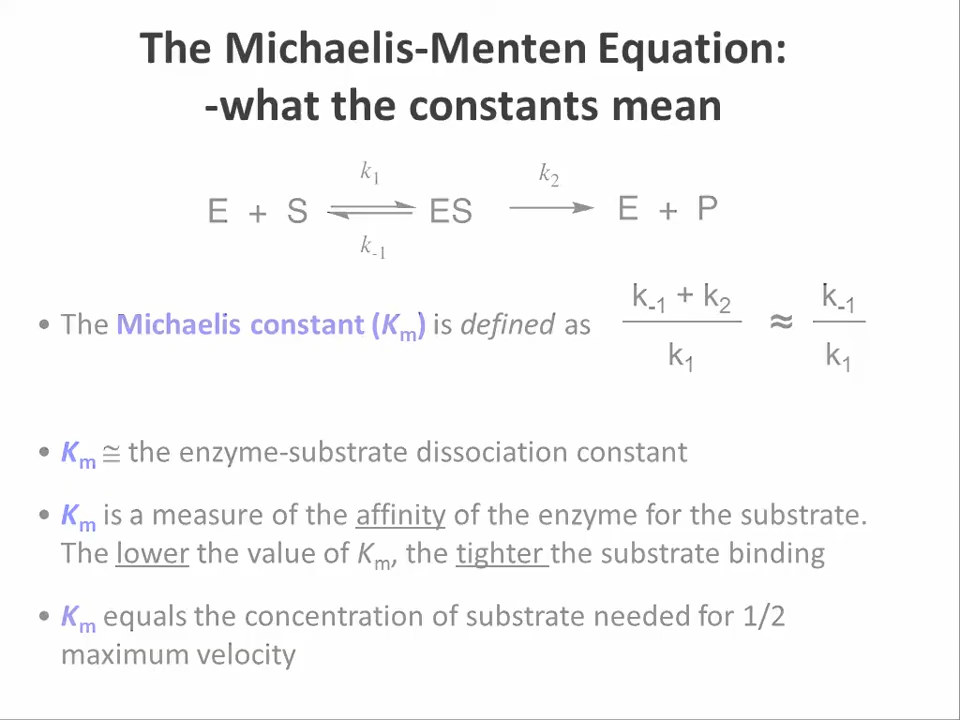 The Michaelis-Menten Equation:
-what the constants mean
k₁
k₂
E + S ⇌ ES ⟶ E + P
k₋₁
• The Michaelis constant (Kₘ) is defined as
k₋₁ + k₂
k₁
≈
k₋₁
k₁
• Kₘ ≅ the enzyme-substrate dissociation constant
• Kₘ is a measure of the affinity of the enzyme for the substrate.
The lower the value of Kₘ, the tighter the substrate binding
• Kₘ equals the concentration of substrate needed for 1/2
maximum velocity